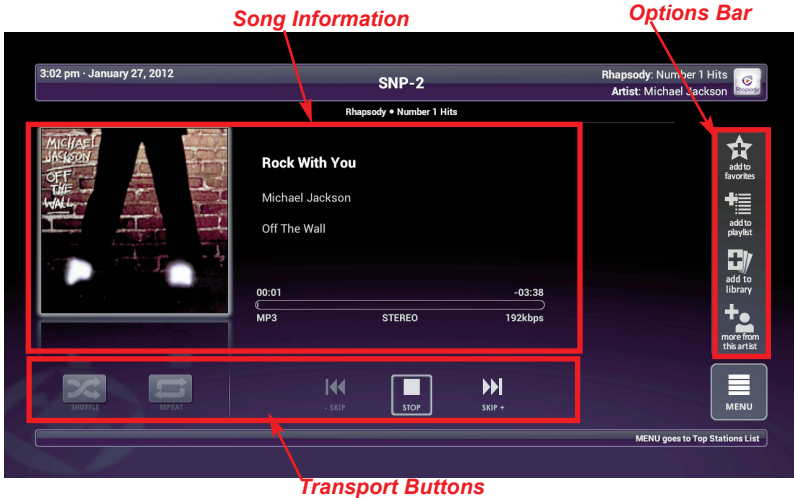 Song Information
Options Bar
3:02 pm · January 27, 2012
SNP-2
Rhapsody: Number 1 Hits
Artist: Michael Jackson
Rhapsody
Rhapsody • Number 1 Hits
MICHAEL
JACKSON
OFF
THE
WALL
Rock With You
Michael Jackson
Off The Wall
00:01
-03:38
MP3
STEREO
192kbps
add to
favorites
add to
playlist
add to
library
more from
this artist
SHUFFLE
REPEAT
- SKIP
STOP
SKIP +
MENU
MENU goes to Top Stations List
Transport Buttons